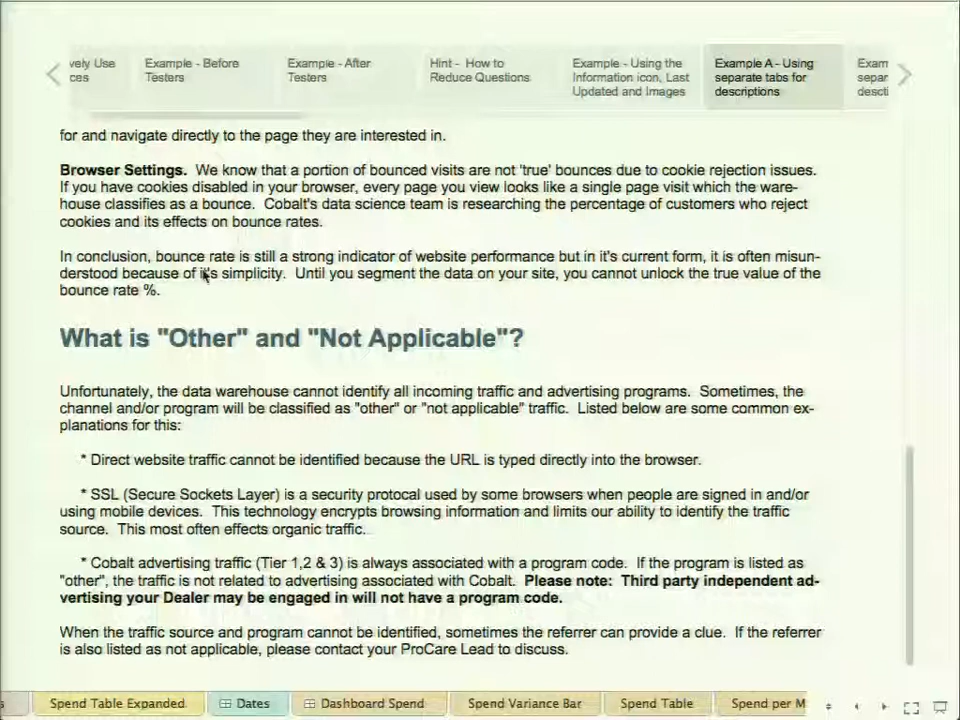 vely Use
ces
Example - Before
Testers
Example - After
Testers
Hint - How to
Reduce Questions
Example - Using the
Information icon, Last
Updated and Images
Example A - Using
separate tabs for
descriptions
Exam
separ
descti
for and navigate directly to the page they are interested in.
Browser Settings. We know that a portion of bounced visits are not 'true' bounces due to cookie rejection issues.
If you have cookies disabled in your browser, every page you view looks like a single page visit which the ware-
house classifies as a bounce. Cobalt's data science team is researching the percentage of customers who reject
cookies and its effects on bounce rates.
In conclusion, bounce rate is still a strong indicator of website performance but in it's current form, it is often misun-
derstood because of it's simplicity. Until you segment the data on your site, you cannot unlock the true value of the
bounce rate %.
What is "Other" and "Not Applicable"?
Unfortunately, the data warehouse cannot identify all incoming traffic and advertising programs. Sometimes, the
channel and/or program will be classified as "other" or "not applicable" traffic. Listed below are some common ex-
planations for this:
* Direct website traffic cannot be identified because the URL is typed directly into the browser.
* SSL (Secure Sockets Layer) is a security protocal used by some browsers when people are signed in and/or
using mobile devices. This technology encrypts browsing information and limits our ability to identify the traffic
source. This most often effects organic traffic.
* Cobalt advertising traffic (Tier 1,2 & 3) is always associated with a program code. If the program is listed as
"other", the traffic is not related to advertising associated with Cobalt. Please note: Third party independent ad-
vertising your Dealer may be engaged in will not have a program code.
When the traffic source and program cannot be identified, sometimes the referrer can provide a clue. If the referrer
is also listed as not applicable, please contact your ProCare Lead to discuss.
s
Spend Table Expanded
Dates
Dashboard Spend
Spend Variance Bar
Spend Table
Spend per M